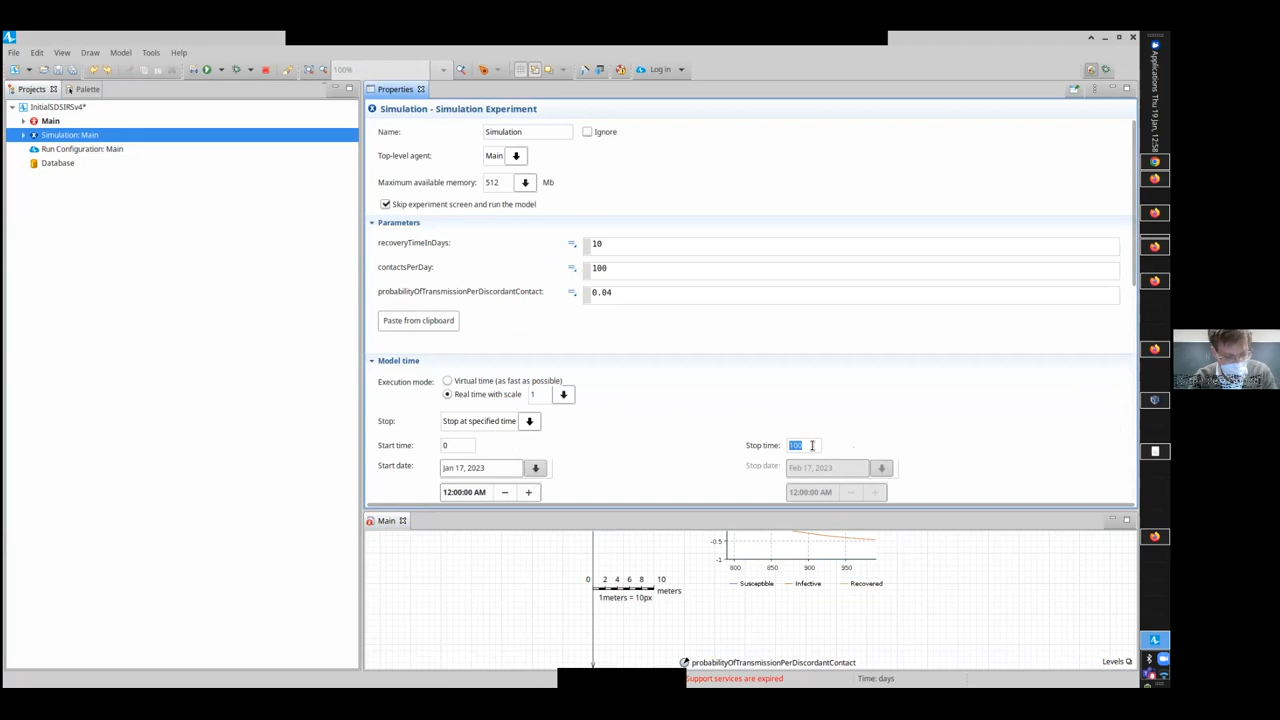 File Edit View Draw Model Tools Help
100% Log in
Projects Palette
Properties
InitialSDSIRSv4*
Main
Simulation: Main
Run Configuration: Main
Database
Simulation - Simulation Experiment
Name: Simulation Ignore
Top-level agent: Main
Maximum available memory: 512 Mb
Skip experiment screen and run the model
Parameters
recoveryTimeInDays: 10
contactsPerDay: 100
probabilityOfTransmissionPerDiscordantContact: 0.04
Paste from clipboard
Model time
Execution mode: Virtual time (as fast as possible)
Real time with scale 1
Stop: Stop at specified time
Start time: 0 Stop time: 100
Start date: Jan 17, 2023 Stop date: Feb 17, 2023
12:00:00 AM 12:00:00 AM
Main
-0.5
-1
800 850 900 950
Susceptible Infective Recovered
0 2 4 6 8 10
meters
1meters = 10px
probabilityOfTransmissionPerDiscordantContact
Levels
Support services are expired Time: days
Applications Thu 19 Jan, 12:58